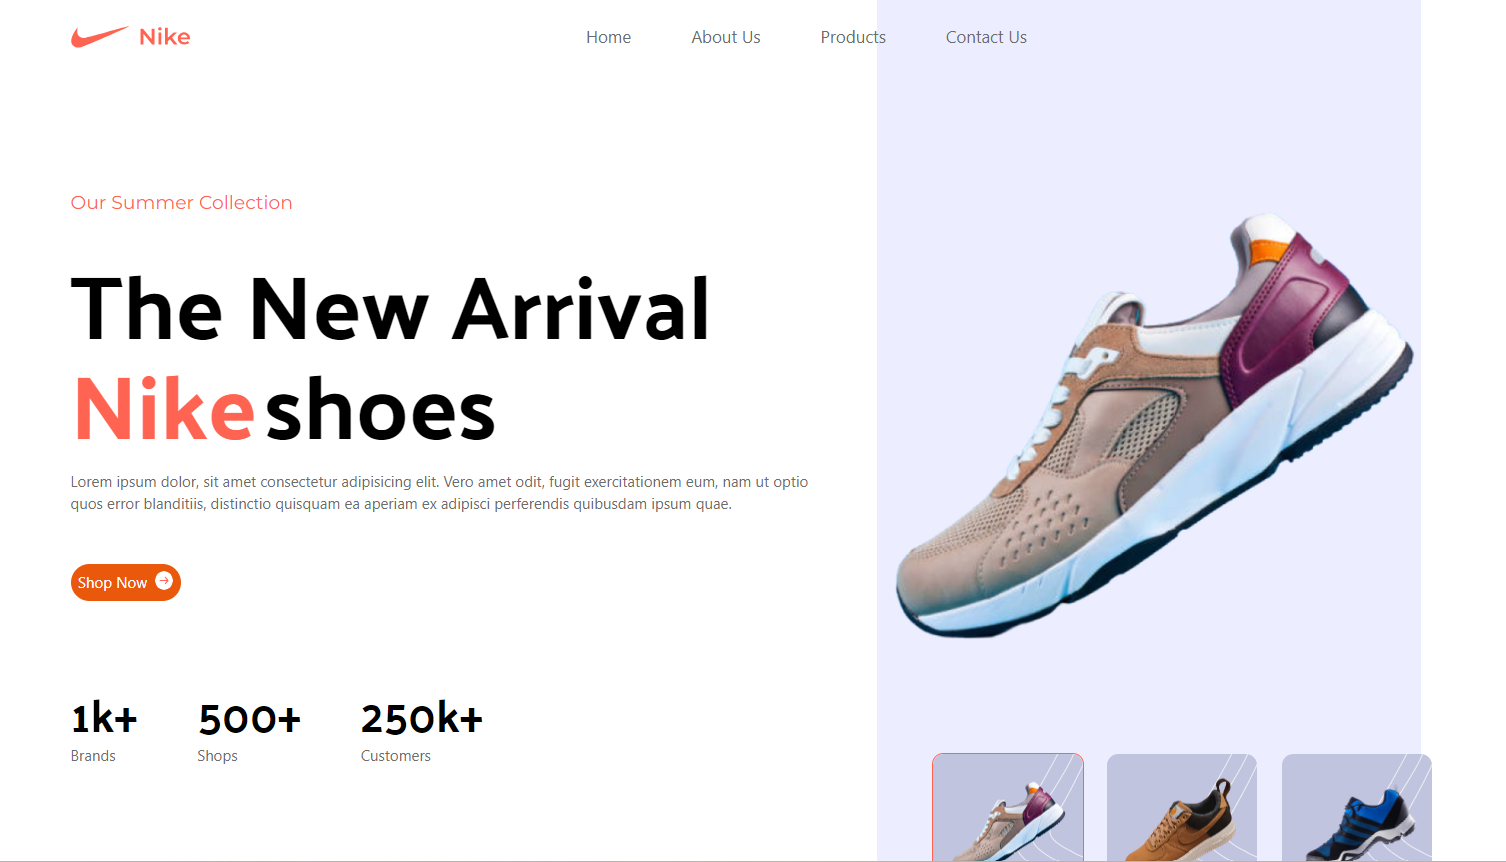 Nike
Home About Us Products Contact Us
Our Summer Collection
The New Arrival
Nike shoes
Lorem ipsum dolor, sit amet consectetur adipisicing elit. Vero amet odit, fugit exercitationem eum, nam ut optio
quos error blanditiis, distinctio quisquam ea aperiam ex adipisci perferendis quibusdam ipsum quae.
Shop Now
1k+ 500+ 250k+
Brands Shops Customers